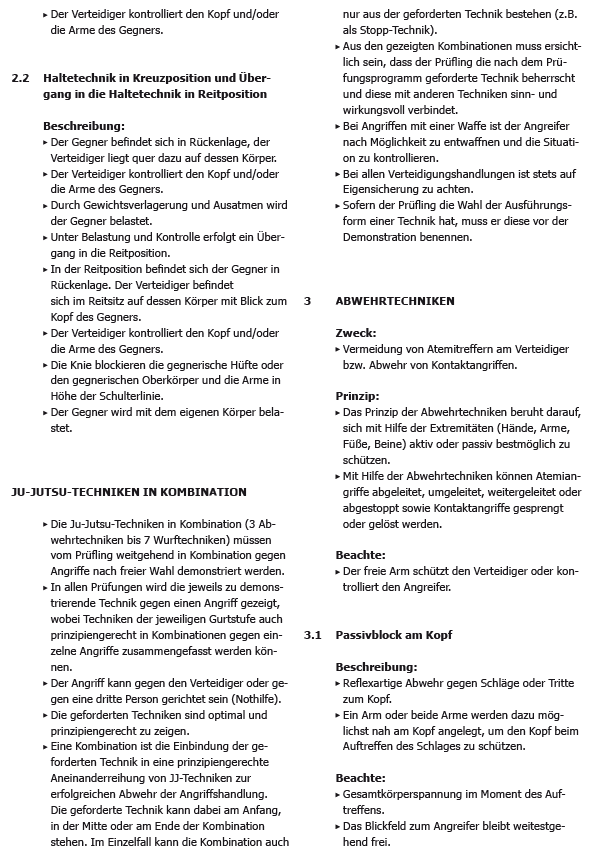 ▸ Der Verteidiger kontrolliert den Kopf und/oder
die Arme des Gegners.
2.2 Haltetechnik in Kreuzposition und Über-
gang in die Haltetechnik in Reitposition
Beschreibung:
▸ Der Gegner befindet sich in Rückenlage, der
Verteidiger liegt quer dazu auf dessen Körper.
▸ Der Verteidiger kontrolliert den Kopf und/oder
die Arme des Gegners.
▸ Durch Gewichtsverlagerung und Ausatmen wird
der Gegner belastet.
▸ Unter Belastung und Kontrolle erfolgt ein Über-
gang in die Reitposition.
▸ In der Reitposition befindet sich der Gegner in
Rückenlage. Der Verteidiger befindet
sich im Reitsitz auf dessen Körper mit Blick zum
Kopf des Gegners.
▸ Der Verteidiger kontrolliert den Kopf und/oder
die Arme des Gegners.
▸ Die Knie blockieren die gegnerische Hüfte oder
den gegnerischen Oberkörper und die Arme in
Höhe der Schulterlinie.
▸ Der Gegner wird mit dem eigenen Körper bela-
stet.
JU-JUTSU-TECHNIKEN IN KOMBINATION
▸ Die Ju-Jutsu-Techniken in Kombination (3 Ab-
wehrtechniken bis 7 Wurftechniken) müssen
vom Prüfling weitgehend in Kombination gegen
Angriffe nach freier Wahl demonstriert werden.
▸ In allen Prüfungen wird die jeweils zu demons-
trierende Technik gegen einen Angriff gezeigt,
wobei Techniken der jeweiligen Gurtstufe auch
prinzipiengerecht in Kombinationen gegen ein-
zelne Angriffe zusammengefasst werden kön-
nen.
▸ Der Angriff kann gegen den Verteidiger oder ge-
gen eine dritte Person gerichtet sein (Nothilfe).
▸ Die geforderten Techniken sind optimal und
prinzipiengerecht zu zeigen.
▸ Eine Kombination ist die Einbindung der ge-
forderten Technik in eine prinzipiengerechte
Aneinanderreihung von JJ-Techniken zur
erfolgreichen Abwehr der Angriffshandlung.
Die geforderte Technik kann dabei am Anfang,
in der Mitte oder am Ende der Kombination
stehen. Im Einzelfall kann die Kombination auch
nur aus der geforderten Technik bestehen (z.B.
als Stopp-Technik).
▸ Aus den gezeigten Kombinationen muss ersicht-
lich sein, dass der Prüfling die nach dem Prü-
fungsprogramm geforderte Technik beherrscht
und diese mit anderen Techniken sinn- und
wirkungsvoll verbindet.
▸ Bei Angriffen mit einer Waffe ist der Angreifer
nach Möglichkeit zu entwaffnen und die Situati-
on zu kontrollieren.
▸ Bei allen Verteidigungshandlungen ist stets auf
Eigensicherung zu achten.
▸ Sofern der Prüfling die Wahl der Ausführungs-
form einer Technik hat, muss er diese vor der
Demonstration benennen.
3 ABWEHRTECHNIKEN
Zweck:
▸ Vermeidung von Atemitreffern am Verteidiger
bzw. Abwehr von Kontaktangriffen.
Prinzip:
▸ Das Prinzip der Abwehrtechniken beruht darauf,
sich mit Hilfe der Extremitäten (Hände, Arme,
Füße, Beine) aktiv oder passiv bestmöglich zu
schützen.
▸ Mit Hilfe der Abwehrtechniken können Atemian-
griffe abgeleitet, umgeleitet, weitergeleitet oder
abgestoppt sowie Kontaktangriffe gesprengt
oder gelöst werden.
Beachte:
▸ Der freie Arm schützt den Verteidiger oder kon-
trolliert den Angreifer.
3.1 Passivblock am Kopf
Beschreibung:
▸ Reflexartige Abwehr gegen Schläge oder Tritte
zum Kopf.
▸ Ein Arm oder beide Arme werden dazu mög-
lichst nah am Kopf angelegt, um den Kopf beim
Auftreffen des Schlages zu schützen.
Beachte:
▸ Gesamtkörperspannung im Moment des Auf-
treffens.
▸ Das Blickfeld zum Angreifer bleibt weitestge-
hend frei.